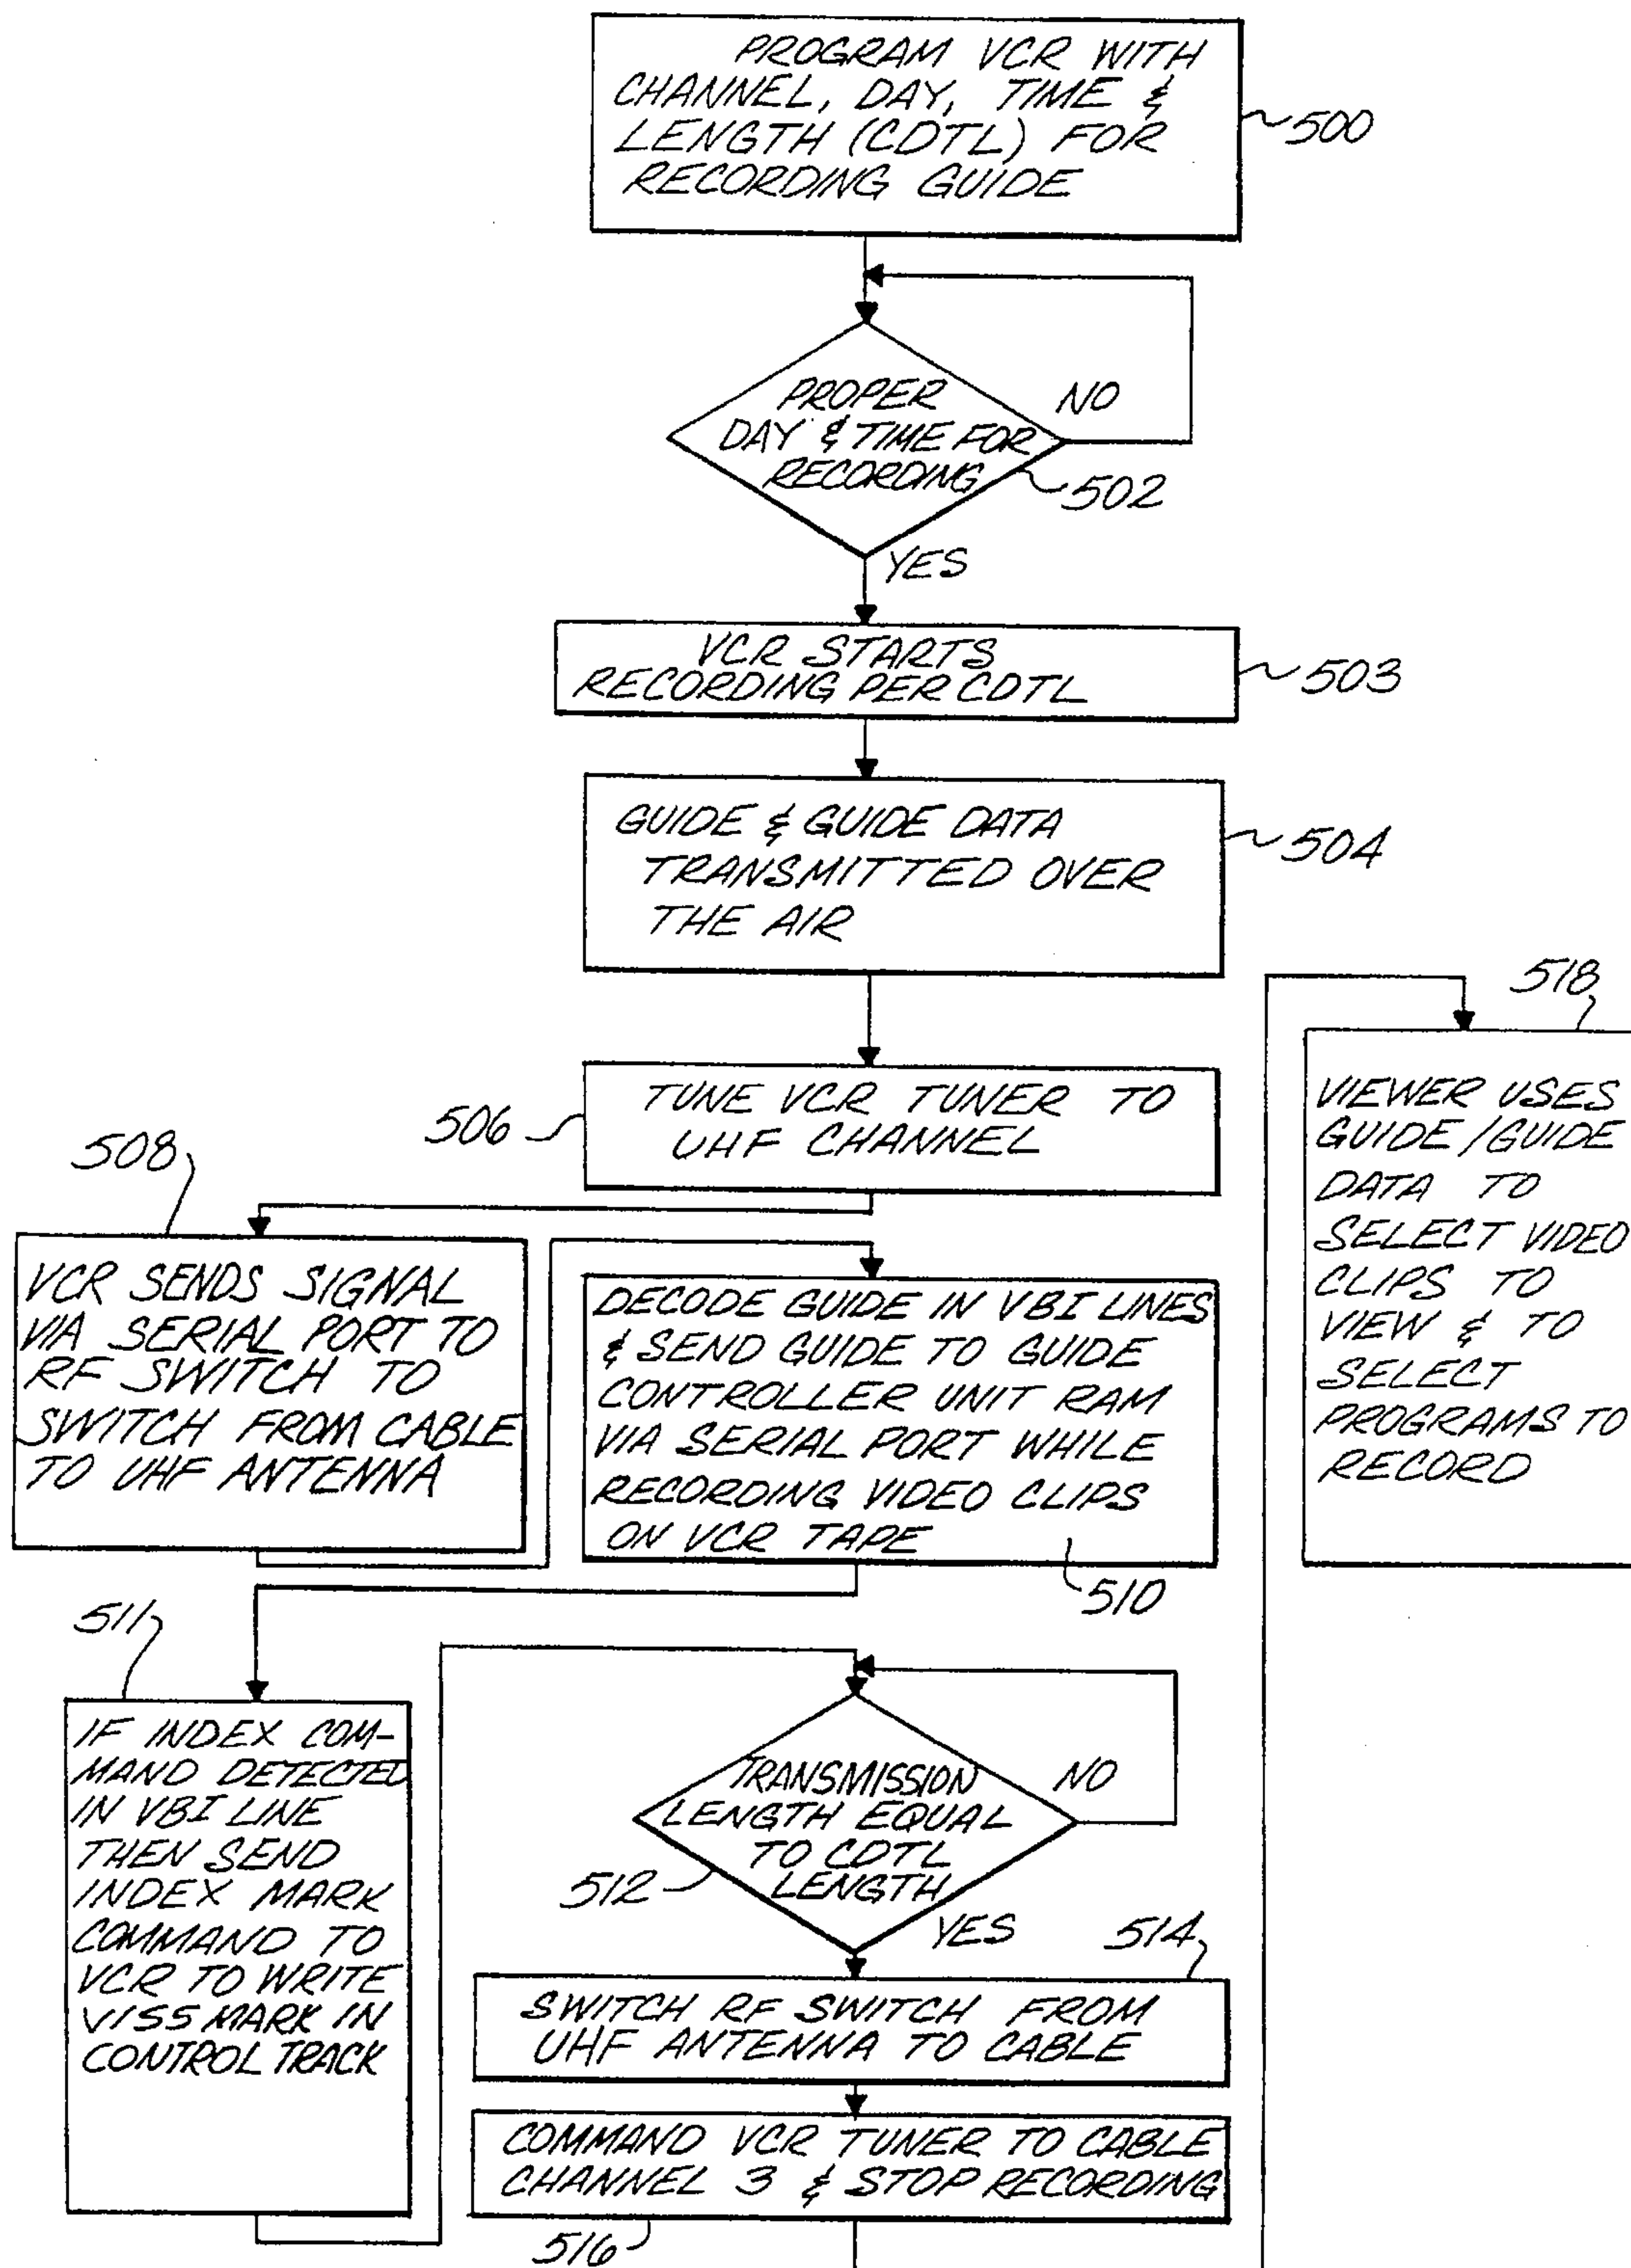 PROGRAM VCR WITH
CHANNEL, DAY, TIME &
LENGTH (CDTL) FOR
RECORDING GUIDE
500
PROPER
DAY & TIME FOR
RECORDING
NO
502
YES
VCR STARTS
RECORDING PER CDTL
503
GUIDE & GUIDE DATA
TRANSMITTED OVER
THE AIR
504
TUNE VCR TUNER TO
UHF CHANNEL
506
508
VCR SENDS SIGNAL
VIA SERIAL PORT TO
RF SWITCH TO
SWITCH FROM CABLE
TO UHF ANTENNA
DECODE GUIDE IN VBI LINES
& SEND GUIDE TO GUIDE
CONTROLLER UNIT RAM
VIA SERIAL PORT WHILE
RECORDING VIDEO CLIPS
ON VCR TAPE
510
511
IF INDEX COM-
MAND DETECTED
IN VBI LINE
THEN SEND
INDEX MARK
COMMAND TO
VCR TO WRITE
VISS MARK IN
CONTROL TRACK
TRANSMISSION
LENGTH EQUAL
TO CDTL
LENGTH
NO
512
YES
514
SWITCH RF SWITCH FROM
UHF ANTENNA TO CABLE
COMMAND VCR TUNER TO CABLE
CHANNEL 3 & STOP RECORDING
516
518
VIEWER USES
GUIDE/GUIDE
DATA TO
SELECT VIDEO
CLIPS TO
VIEW & TO
SELECT
PROGRAMS TO
RECORD